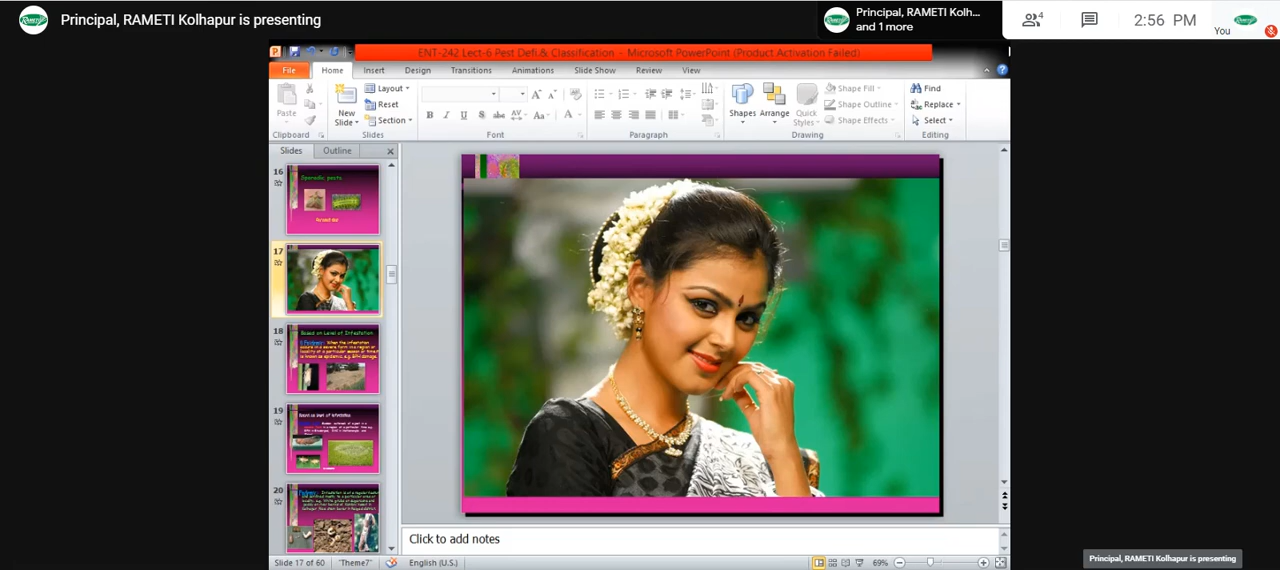 Principal, RAMETI Kolhapur is presenting
Principal, RAMETI Kolh...
and 1 more
4
2:56 PM
You
ENT-242 Lect-6 Pest Defi.& Classification - Microsoft PowerPoint (Product Activation Failed)
File Home Insert Design Transitions Animations Slide Show Review View
Paste
Clipboard
New
Slide
Layout
Reset
Section
Slides
B I U S abc AV Aa A
Font
Paragraph
Shapes
Arrange
Quick
Styles
Shape Fill
Shape Outline
Shape Effects
Drawing
Find
Replace
Select
Editing
Slides Outline
16
Sporadic pests.
17
18
Based on Level of Infestation.
19
20
Click to add notes
Slide 17 of 60 "Theme7" English (U.S.) 69%
Principal, RAMETI Kolhapur is presenting